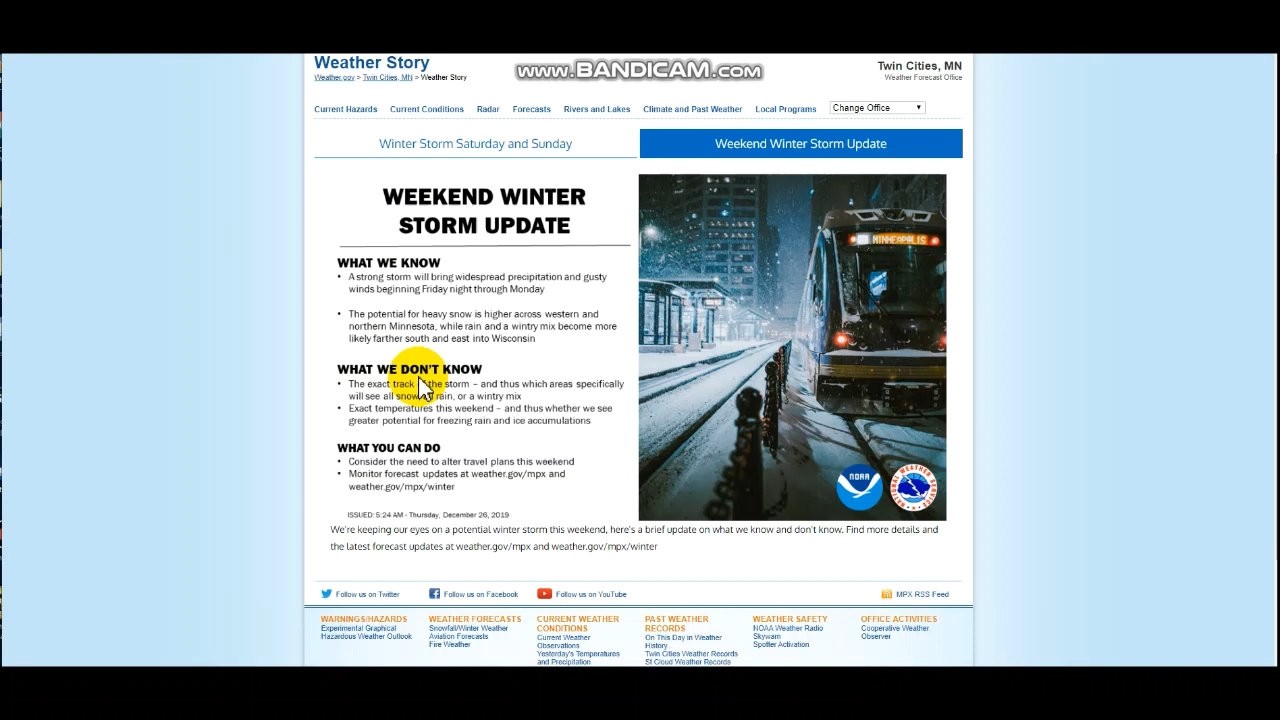 Weather Story
www.BANDICAM.com
Twin Cities, MN
Weather.gov > Twin Cities, MN > Weather Story
Weather Forecast Office
Current Hazards Current Conditions Radar Forecasts Rivers and Lakes Climate and Past Weather Local Programs Change Office
Winter Storm Saturday and Sunday
Weekend Winter Storm Update
WEEKEND WINTER
STORM UPDATE
WHAT WE KNOW
• A strong storm will bring widespread precipitation and gusty
winds beginning Friday night through Monday
• The potential for heavy snow is higher across western and
northern Minnesota, while rain and a wintry mix become more
likely farther south and east into Wisconsin
WHAT WE DON'T KNOW
• The exact track the storm – and thus which areas specifically
will see all snow, rain, or a wintry mix
• Exact temperatures this weekend – and thus whether we see
greater potential for freezing rain and ice accumulations
WHAT YOU CAN DO
• Consider the need to alter travel plans this weekend
• Monitor forecast updates at weather.gov/mpx and
weather.gov/mpx/winter
ISSUED: 5:24 AM - Thursday, December 26, 2019
MINNEAPOLIS
NOAA
NATIONAL WEATHER SERVICE
We're keeping our eyes on a potential winter storm this weekend, here's a brief update on what we know and don't know. Find more details and
the latest forecast updates at weather.gov/mpx and weather.gov/mpx/winter
Follow us on Twitter
Follow us on Facebook
Follow us on YouTube
MPX RSS Feed
WARNINGS/HAZARDS
Experimental Graphical
Hazardous Weather Outlook
WEATHER FORECASTS
Snowfall/Winter Weather
Aviation Forecasts
Fire Weather
CURRENT WEATHER
CONDITIONS
Current Weather
Observations
Yesterday's Temperatures
and Precipitation
PAST WEATHER
RECORDS
On This Day in Weather
History
Twin Cities Weather Records
St Cloud Weather Records
WEATHER SAFETY
NOAA Weather Radio
Skywarn
Spotter Activation
OFFICE ACTIVITIES
Cooperative Weather
Observer